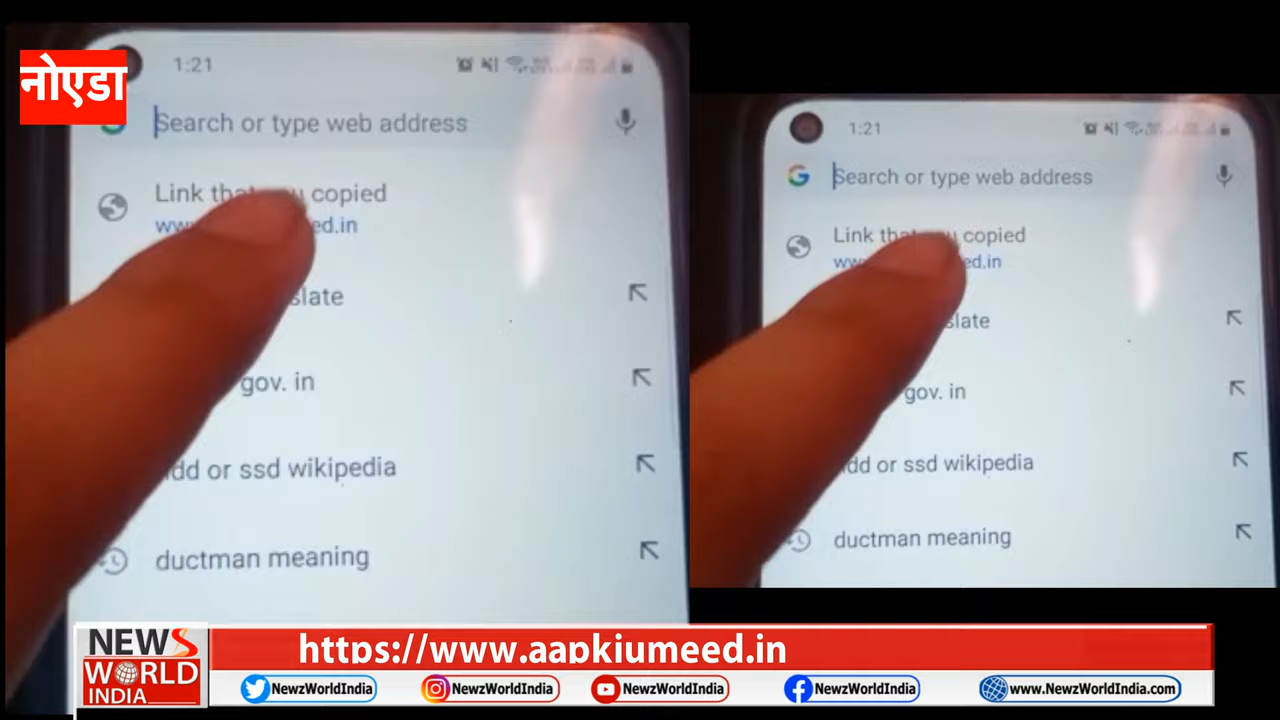 नोएडा
1:21
Search or type web address
Link that you copied
ed.in
slate
gov. in
hdd or ssd wikipedia
ductman meaning
1:21
Search or type web address
Link that you copied
ed.in
slate
gov. in
hdd or ssd wikipedia
ductman meaning
NEWS
WORLD
INDIA
https://www.aapkiumeed.in
NewzWorldIndia
NewzWorldIndia
NewzWorldIndia
NewzWorldIndia
www.NewzWorldIndia.com